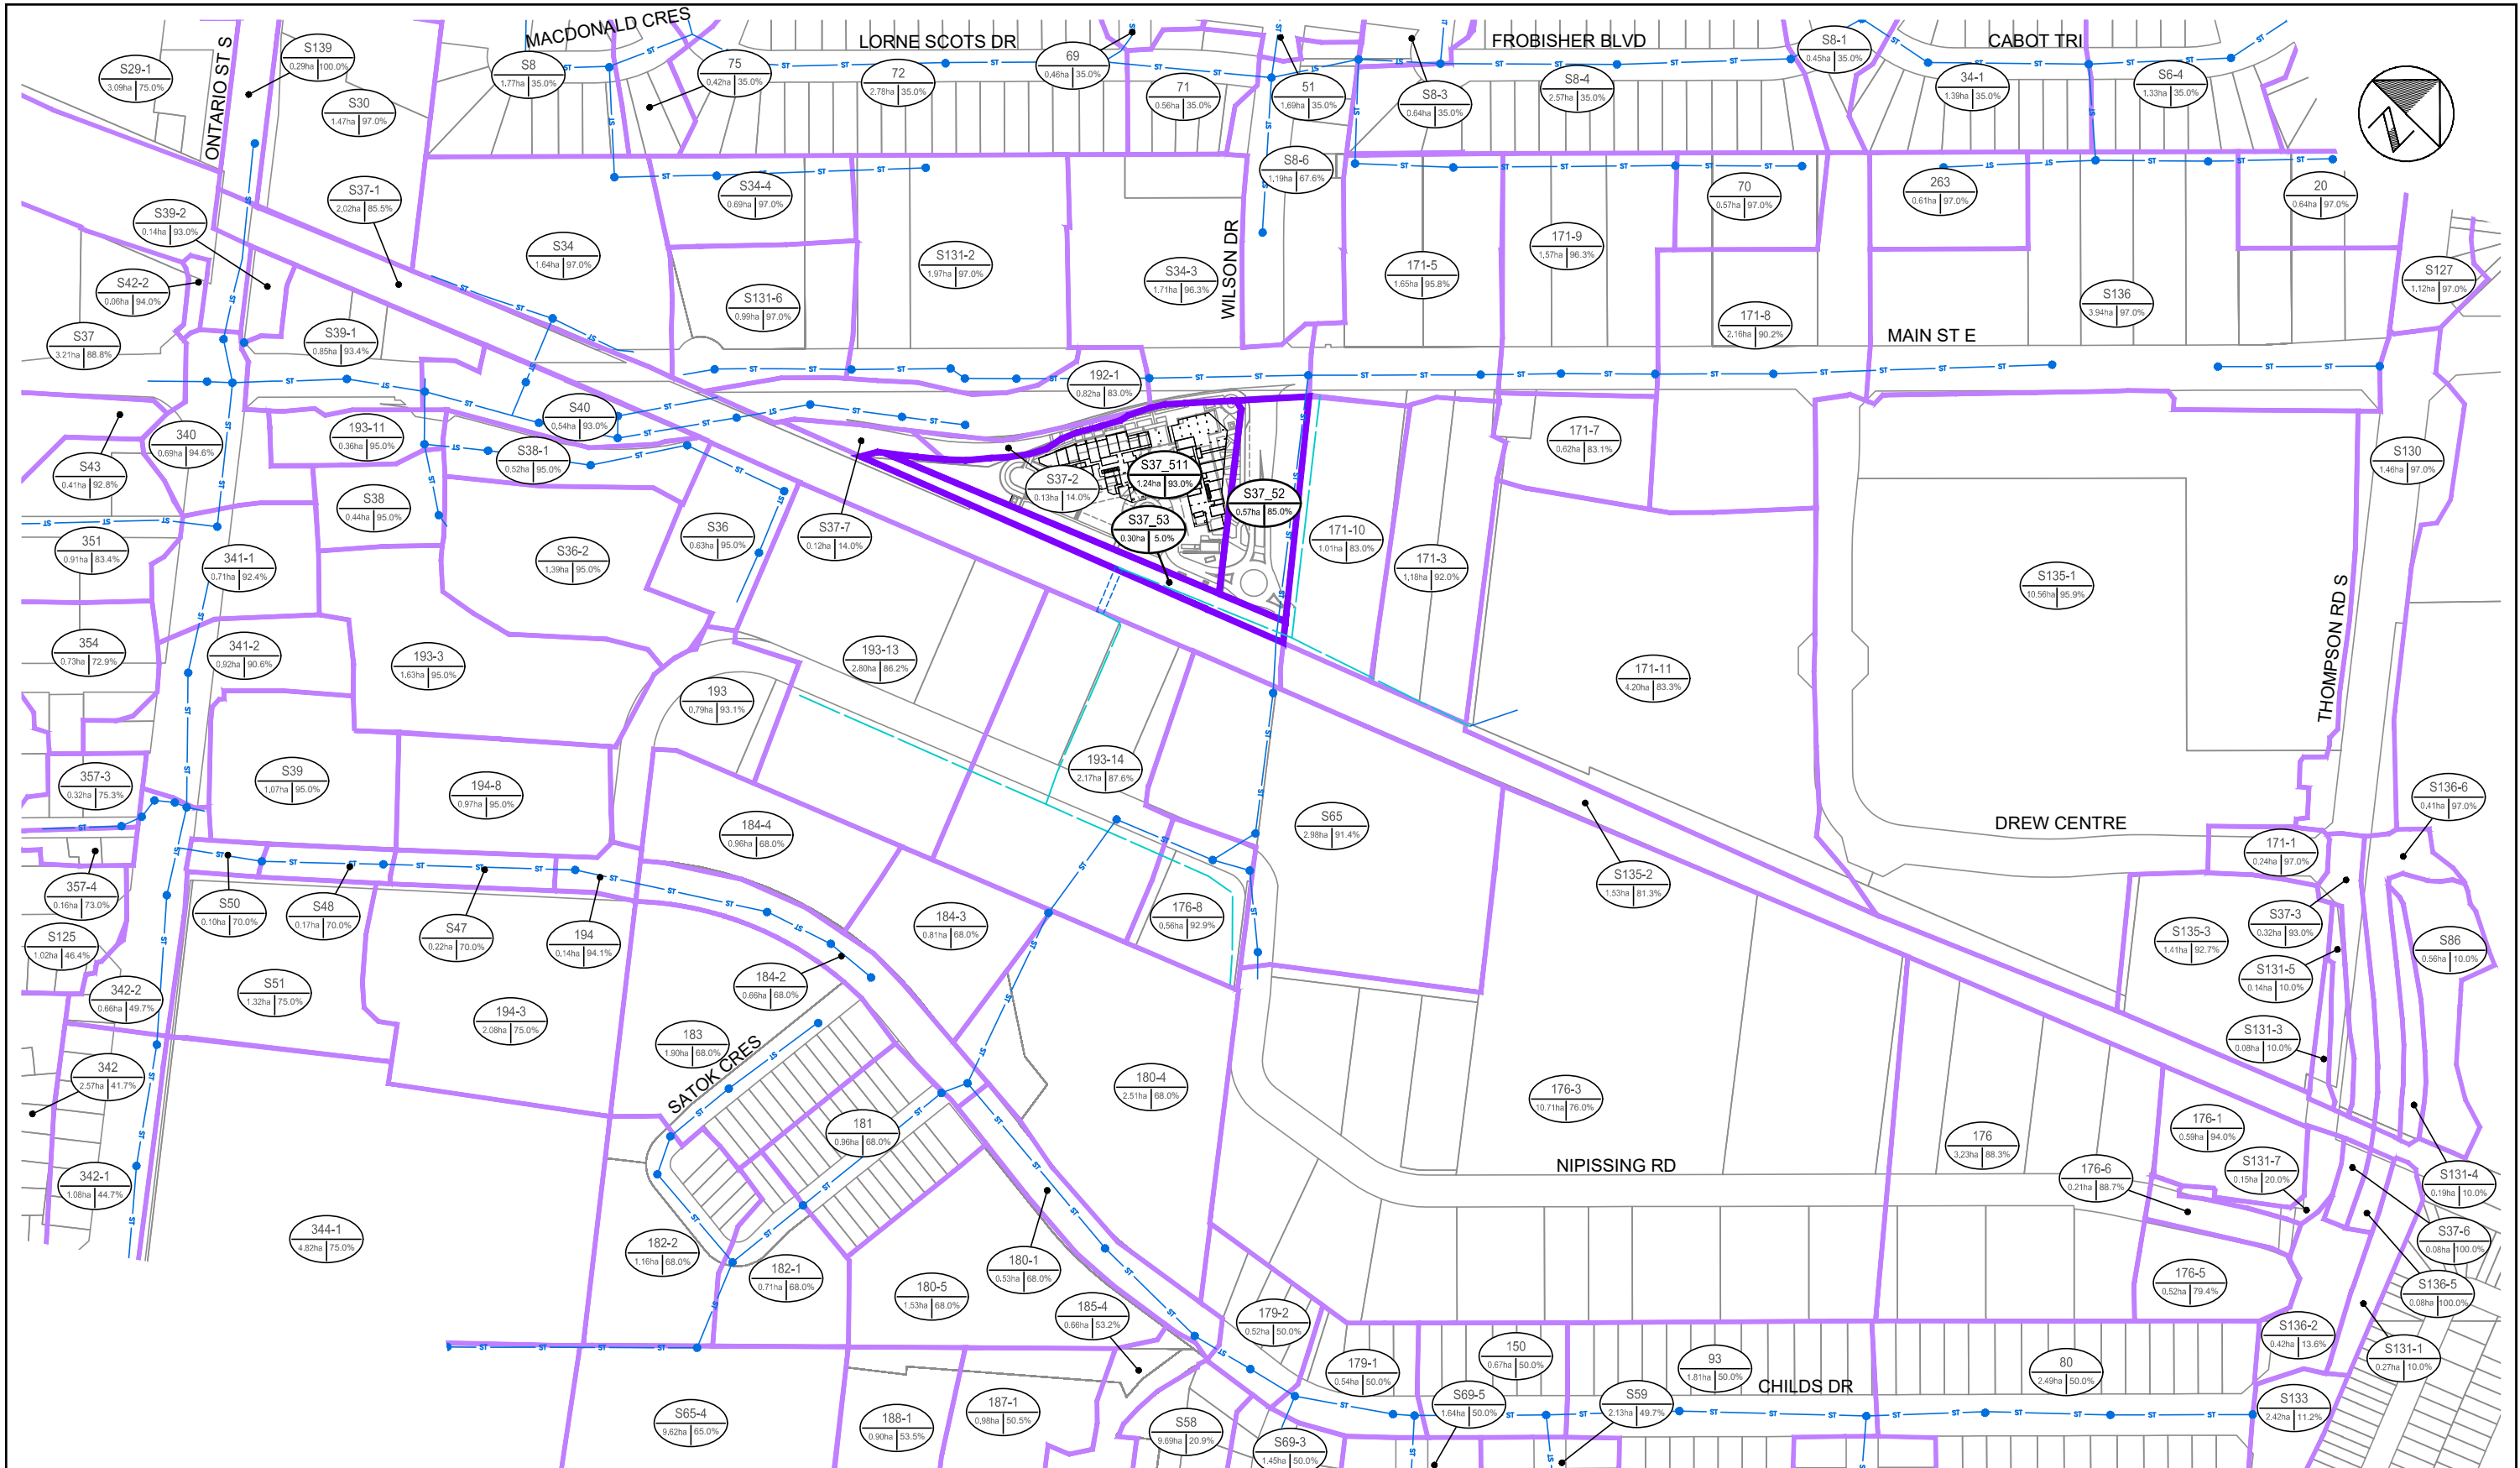 MACDONALD CRES
LORNE SCOTS DR
FROBISHER BLVD
CABOT TRI
ONTARIO ST S
WILSON DR
MAIN ST E
THOMPSON RD S
DREW CENTRE
NIPISSING RD
SATOK CRES
CHILDS DR
S29-1
3.09ha 75.0%
S139
0.29ha 100.0%
S30
1.47ha 97.0%
S8
1.77ha 35.0%
75
0.42ha 35.0%
72
2.78ha 35.0%
69
0.46ha 35.0%
71
0.56ha 35.0%
51
1.69ha 35.0%
S8-3
0.64ha 35.0%
S8-4
2.57ha 35.0%
S8-1
0.45ha 35.0%
34-1
1.39ha 35.0%
S6-4
1.33ha 35.0%
S8-6
1.19ha 67.6%
S37-1
2.02ha 85.5%
S39-2
0.14ha 93.0%
S34-4
0.69ha 97.0%
70
0.57ha 97.0%
263
0.61ha 97.0%
20
0.64ha 97.0%
S42-2
0.06ha 94.0%
S34
1.64ha 97.0%
S131-2
1.97ha 97.0%
S34-3
1.71ha 96.3%
171-5
1.65ha 95.8%
171-9
1.57ha 96.3%
S127
1.12ha 97.0%
S37
3.21ha 88.8%
S39-1
0.85ha 93.4%
S131-6
0.99ha 97.0%
171-8
2.16ha 90.2%
S136
3.94ha 97.0%
192-1
0.82ha 83.0%
S43
0.41ha 92.8%
340
0.69ha 94.6%
193-11
0.36ha 95.0%
S40
0.54ha 93.0%
S38-1
0.52ha 95.0%
S38
0.44ha 95.0%
171-7
0.62ha 83.1%
S130
1.46ha 97.0%
S37-2
0.13ha 14.0%
S37_511
1.24ha 93.0%
S37_52
0.57ha 85.0%
S37_53
0.30ha 5.0%
351
0.91ha 83.4%
341-1
0.71ha 92.4%
S36-2
1.39ha 95.0%
S36
0.63ha 95.0%
S37-7
0.12ha 14.0%
171-10
1.01ha 83.0%
171-3
1.18ha 92.0%
S135-1
10.56ha 95.9%
354
0.73ha 72.9%
341-2
0.92ha 90.6%
193-3
1.63ha 95.0%
193-13
2.80ha 86.2%
193
0.79ha 93.1%
171-11
4.20ha 83.3%
357-3
0.32ha 75.3%
S39
1.07ha 95.0%
194-8
0.97ha 95.0%
193-14
2.17ha 87.6%
184-4
0.96ha 68.0%
S65
2.98ha 91.4%
S136-6
0.41ha 97.0%
171-1
0.24ha 97.0%
357-4
0.16ha 73.0%
S50
0.10ha 70.0%
S48
0.17ha 70.0%
S47
0.22ha 70.0%
194
0.14ha 94.1%
184-3
0.81ha 68.0%
176-8
0.56ha 92.9%
S135-2
1.53ha 81.3%
S37-3
0.32ha 93.0%
S125
1.02ha 46.4%
S135-3
1.41ha 92.7%
S86
0.56ha 10.0%
S131-5
0.14ha 10.0%
342-2
0.66ha 49.7%
S51
1.32ha 75.0%
194-3
2.08ha 75.0%
184-2
0.66ha 68.0%
183
1.90ha 68.0%
S131-3
0.08ha 10.0%
342
2.57ha 41.7%
180-4
2.51ha 68.0%
176-3
10.71ha 76.0%
181
0.96ha 68.0%
176
3.23ha 88.3%
176-1
0.59ha 94.0%
342-1
1.08ha 44.7%
176-6
0.21ha 88.7%
S131-7
0.15ha 20.0%
S131-4
0.19ha 10.0%
344-1
4.82ha 75.0%
182-2
1.16ha 68.0%
182-1
0.71ha 68.0%
180-5
1.53ha 68.0%
180-1
0.53ha 68.0%
185-4
0.66ha 53.2%
S37-6
0.08ha 100.0%
176-5
0.52ha 79.4%
S136-5
0.08ha 100.0%
179-2
0.52ha 50.0%
S136-2
0.42ha 13.6%
S131-1
0.27ha 10.0%
179-1
0.54ha 50.0%
150
0.67ha 50.0%
93
1.81ha 50.0%
80
2.49ha 50.0%
S69-5
1.64ha 50.0%
S59
2.13ha 49.7%
S133
2.42ha 11.2%
S65-4
9.62ha 65.0%
188-1
0.90ha 53.5%
187-1
0.98ha 50.5%
S58
9.69ha 20.9%
S69-3
1.45ha 50.0%